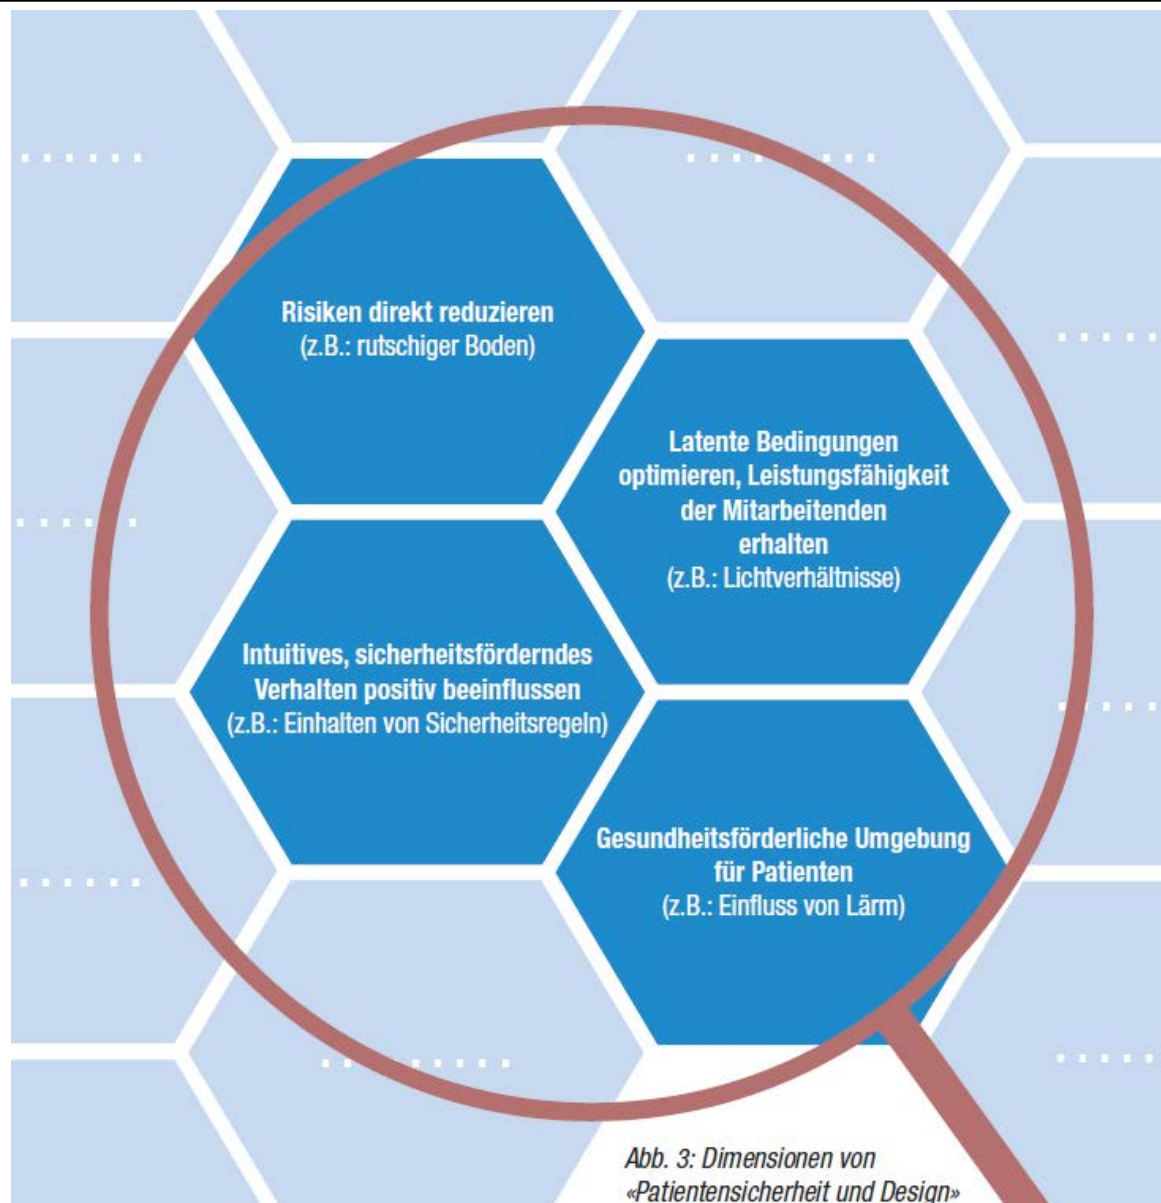 Risiken direkt reduzieren
(z.B.: rutschiger Boden)
Latente Bedingungen
optimieren, Leistungsfähigkeit
der Mitarbeitenden
erhalten
(z.B.: Lichtverhältnisse)
Intuitives, sicherheitsförderndes
Verhalten positiv beeinflussen
(z.B.: Einhalten von Sicherheitsregeln)
Gesundheitsförderliche Umgebung
für Patienten
(z.B.: Einfluss von Lärm)
Abb. 3: Dimensionen von
«Patientensicherheit und Design»